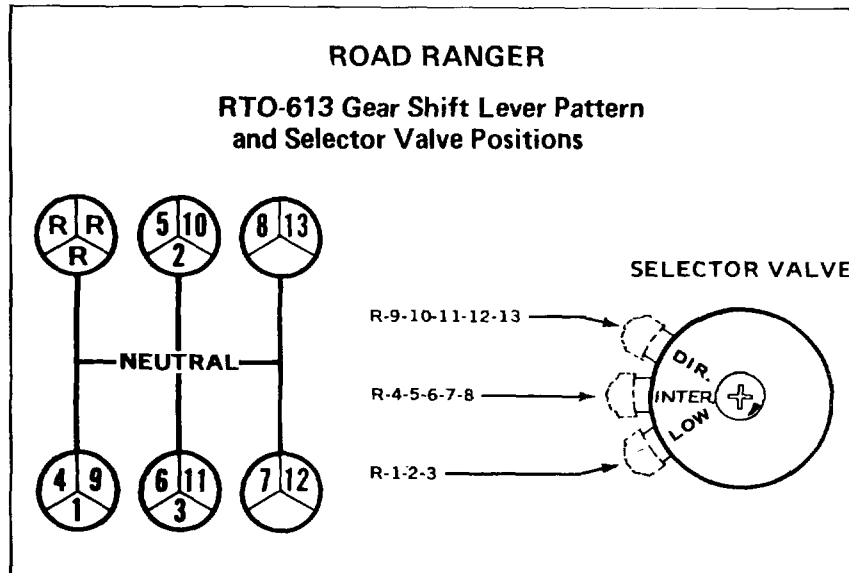 ROAD RANGER
RTO-613 Gear Shift Lever Pattern
and Selector Valve Positions
R R
R
5 10
2
8 13
NEUTRAL
4 9
1
6 11
3
7 12
SELECTOR VALVE
R-9-10-11-12-13
R-4-5-6-7-8
R-1-2-3
DIR.
INTER
LOW